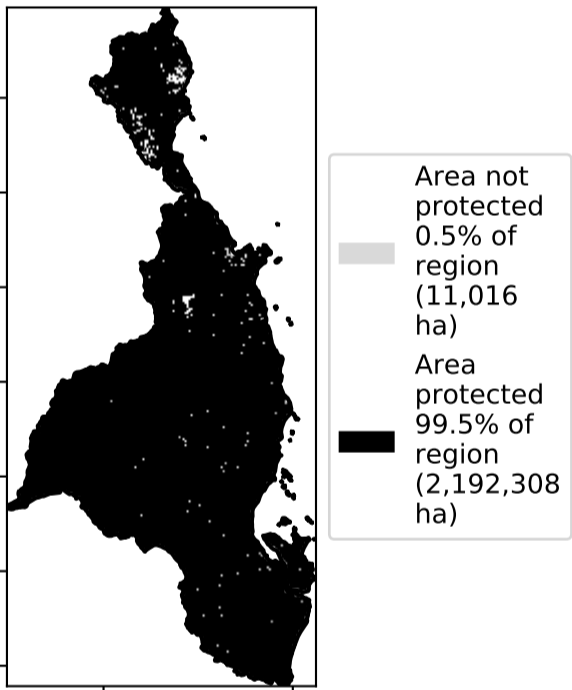 Area not
protected
0.5% of
region
(11,016
ha)
Area
protected
99.5% of
region
(2,192,308
ha)